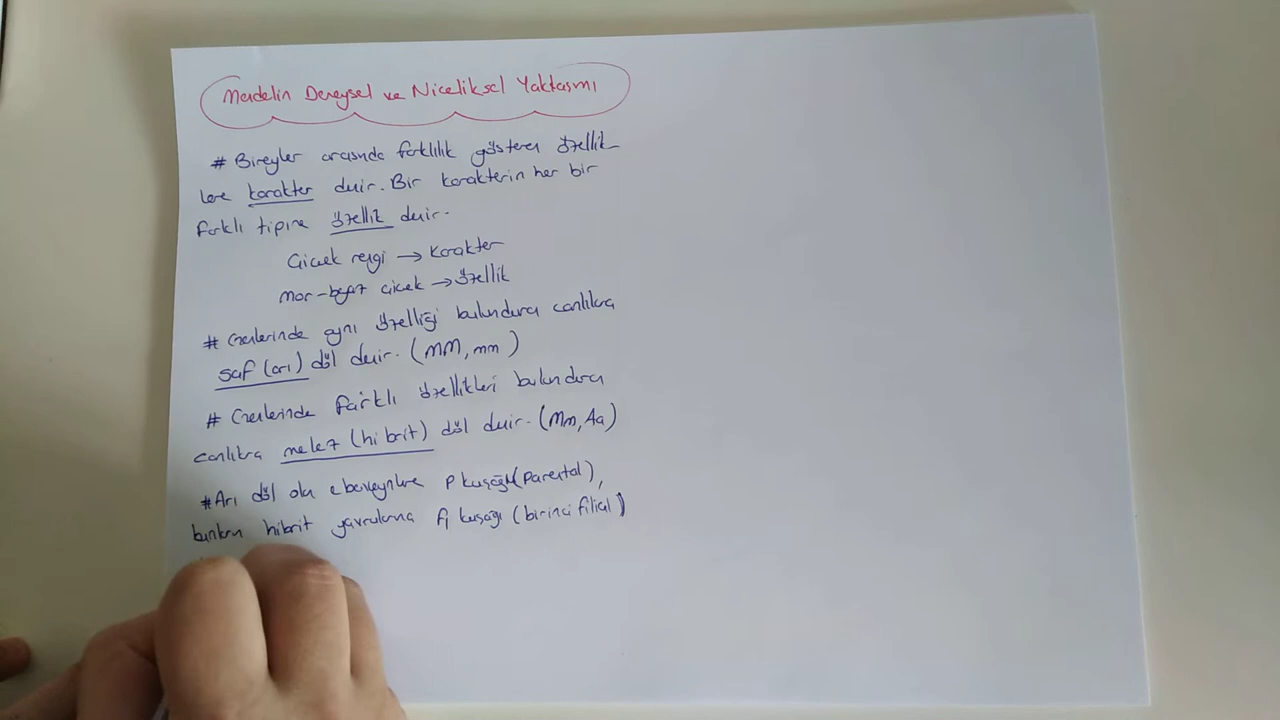 Mendelin Deneysel ve Niceliksel Yaklaşımı
# Bireyler arasında farklılık gösteren özellik-
lere karakter denir. Bir karakterin her bir
farklı tipine özellik denir.
Çiçek rengi → Karakter
mor-beyaz çiçek → özellik
# Genlerinde aynı özelliği bulunduran canlılara
saf (arı) döl denir. (MM, mm)
# Genlerinde farklı özellikleri bulunduran
canlılara melez (hibrit) döl denir. (Mm, Aa)
# Arı döl olan ebeveynlere P kuşağı (parental),
bunların hibrit yavrularına F1 kuşağı (birinci filial)